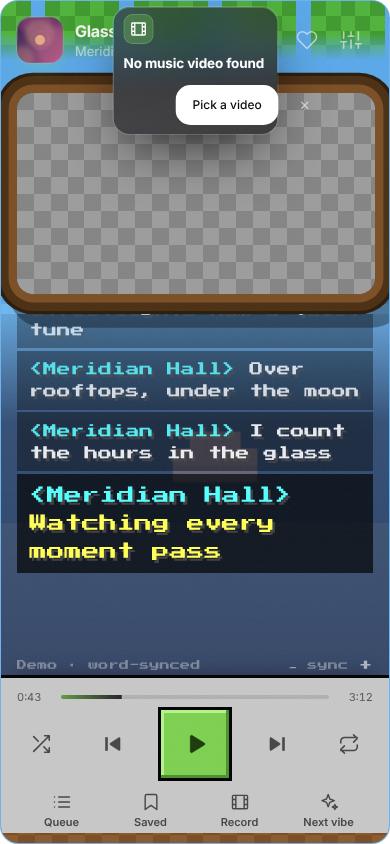 Glass
No music video found
Meridi
Pick a video
tune
<Meridian Hall> Over
rooftops, under the moon
<Meridian Hall> I count
the hours in the glass
<Meridian Hall>
Watching every
moment pass
Demo · word-synced
– sync +
0:43
3:12
Queue
Saved
Record
Next vibe